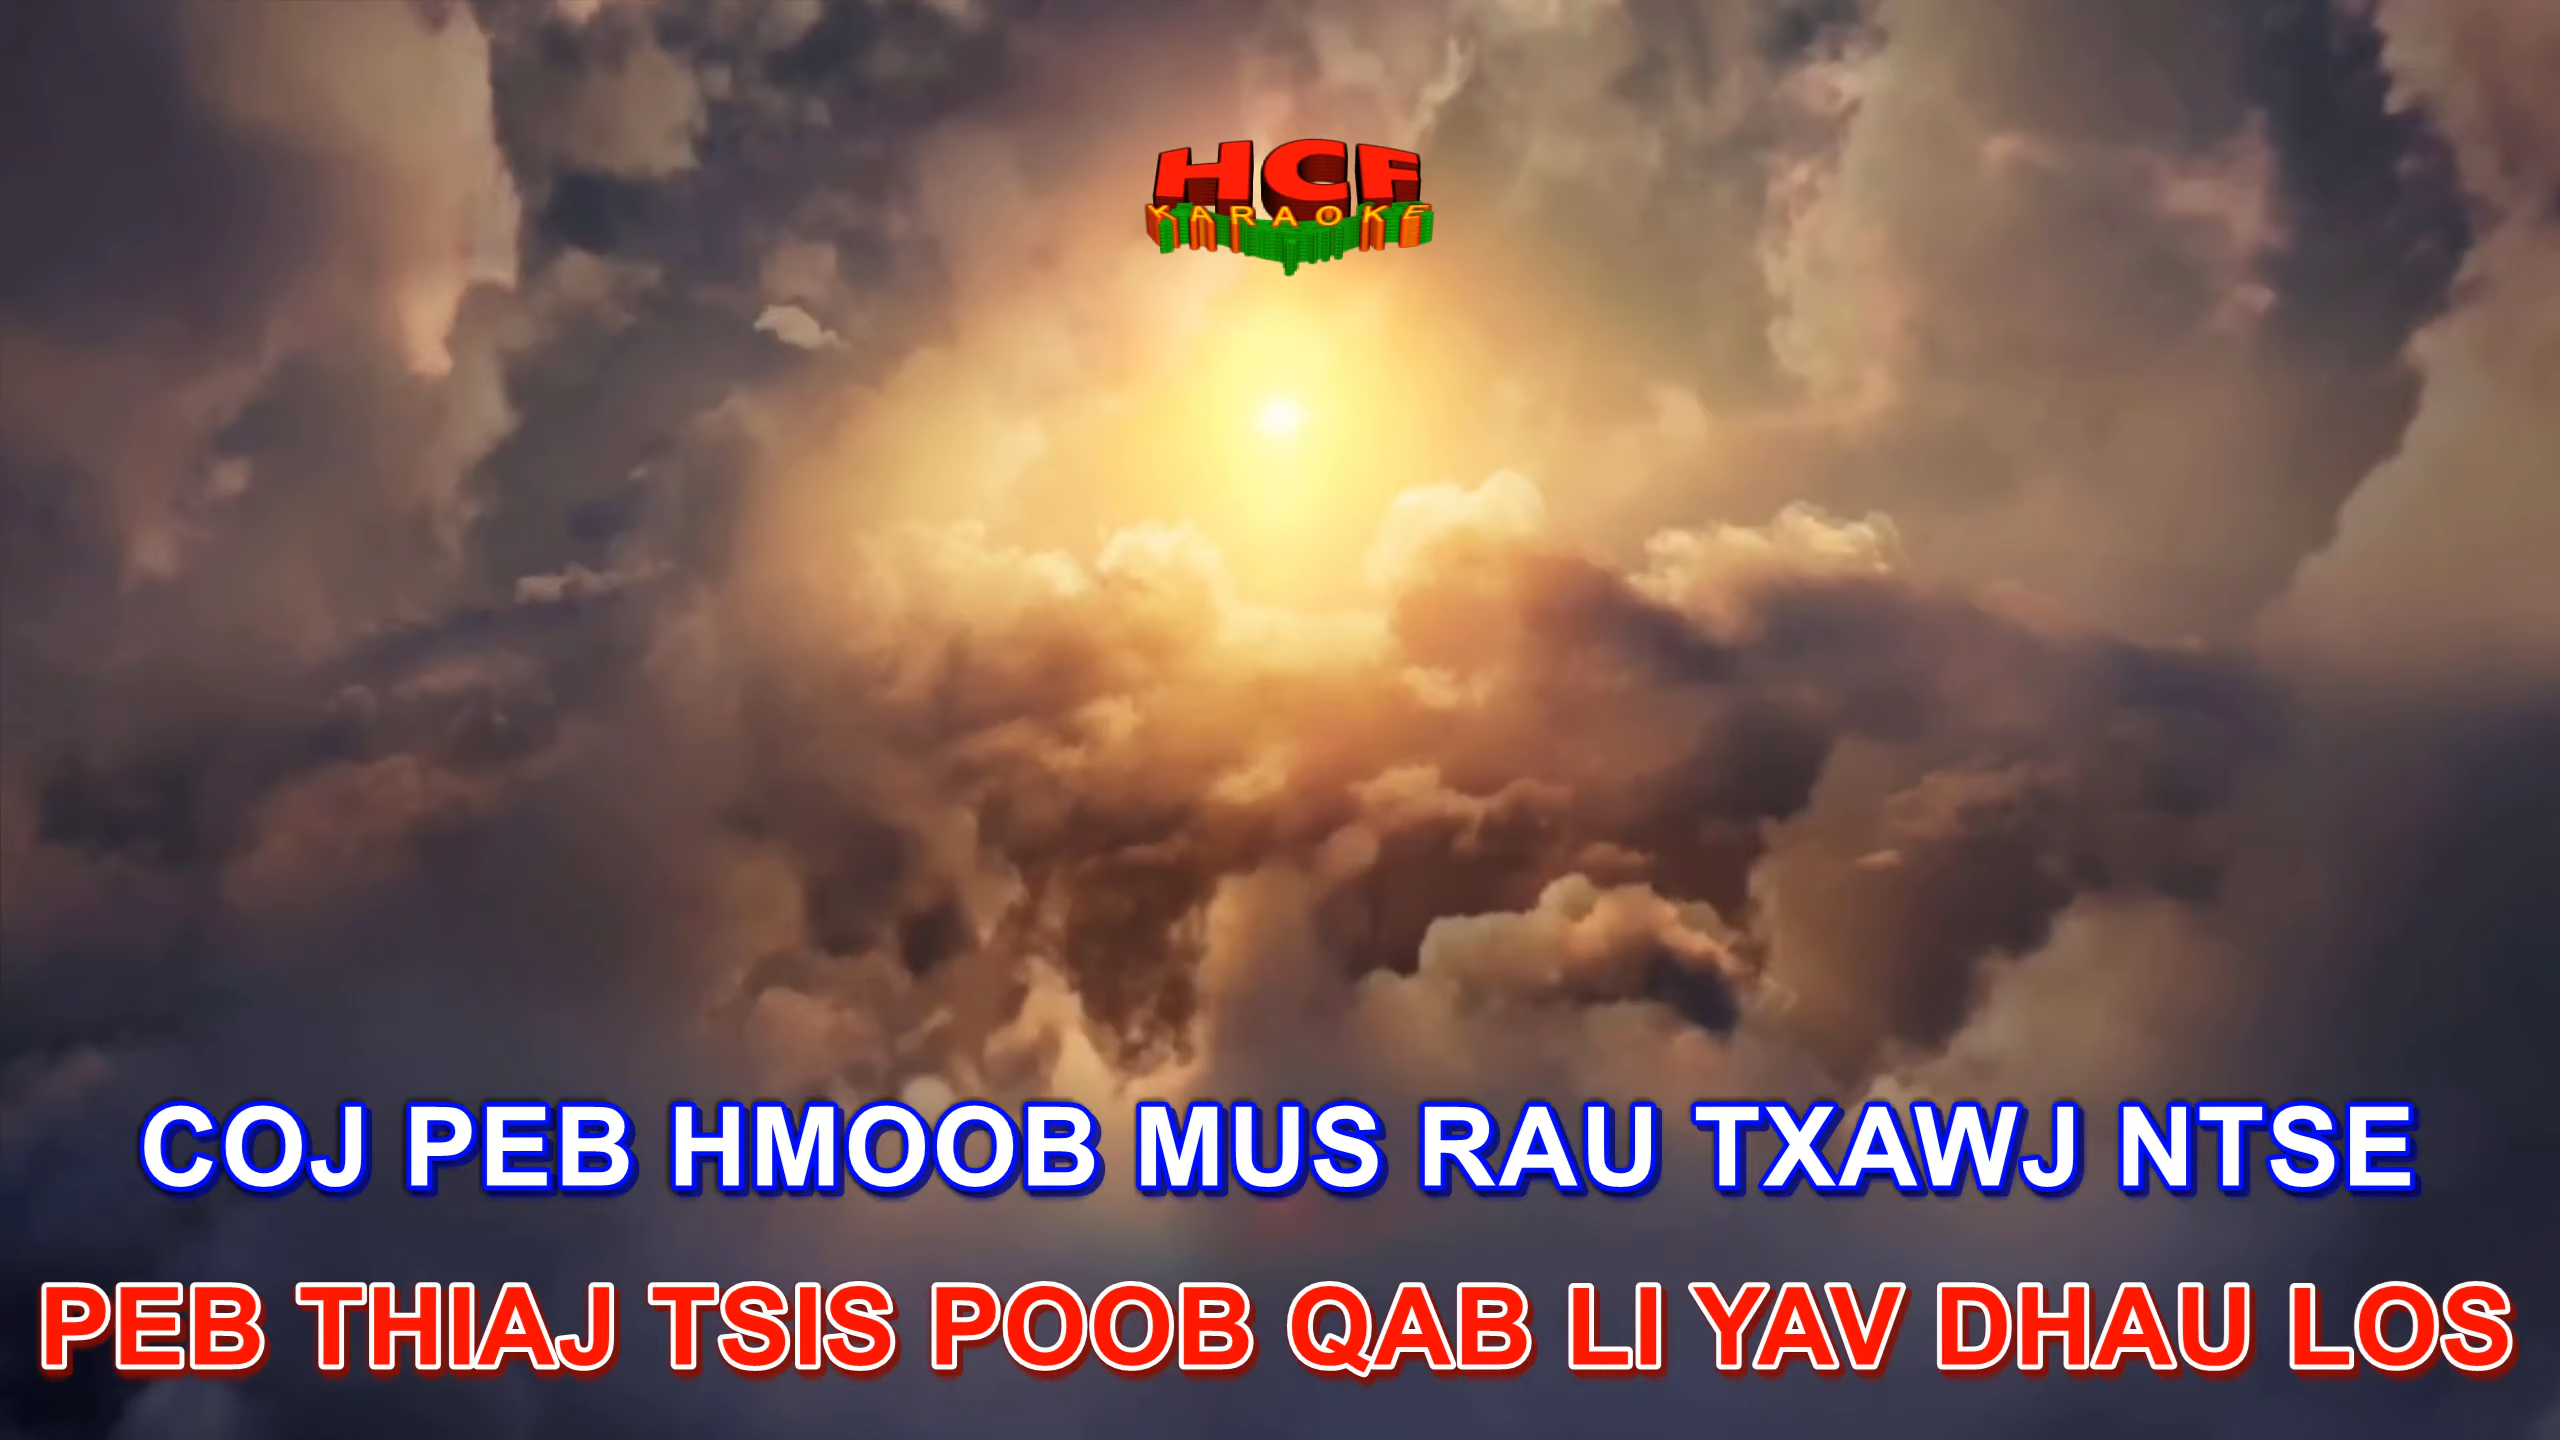 HCF
KARAOKE
COJ PEB HMOOB MUS RAU TXAWJ NTSE
PEB THIAJ TSIS POOB QAB LI YAV DHAU LOS